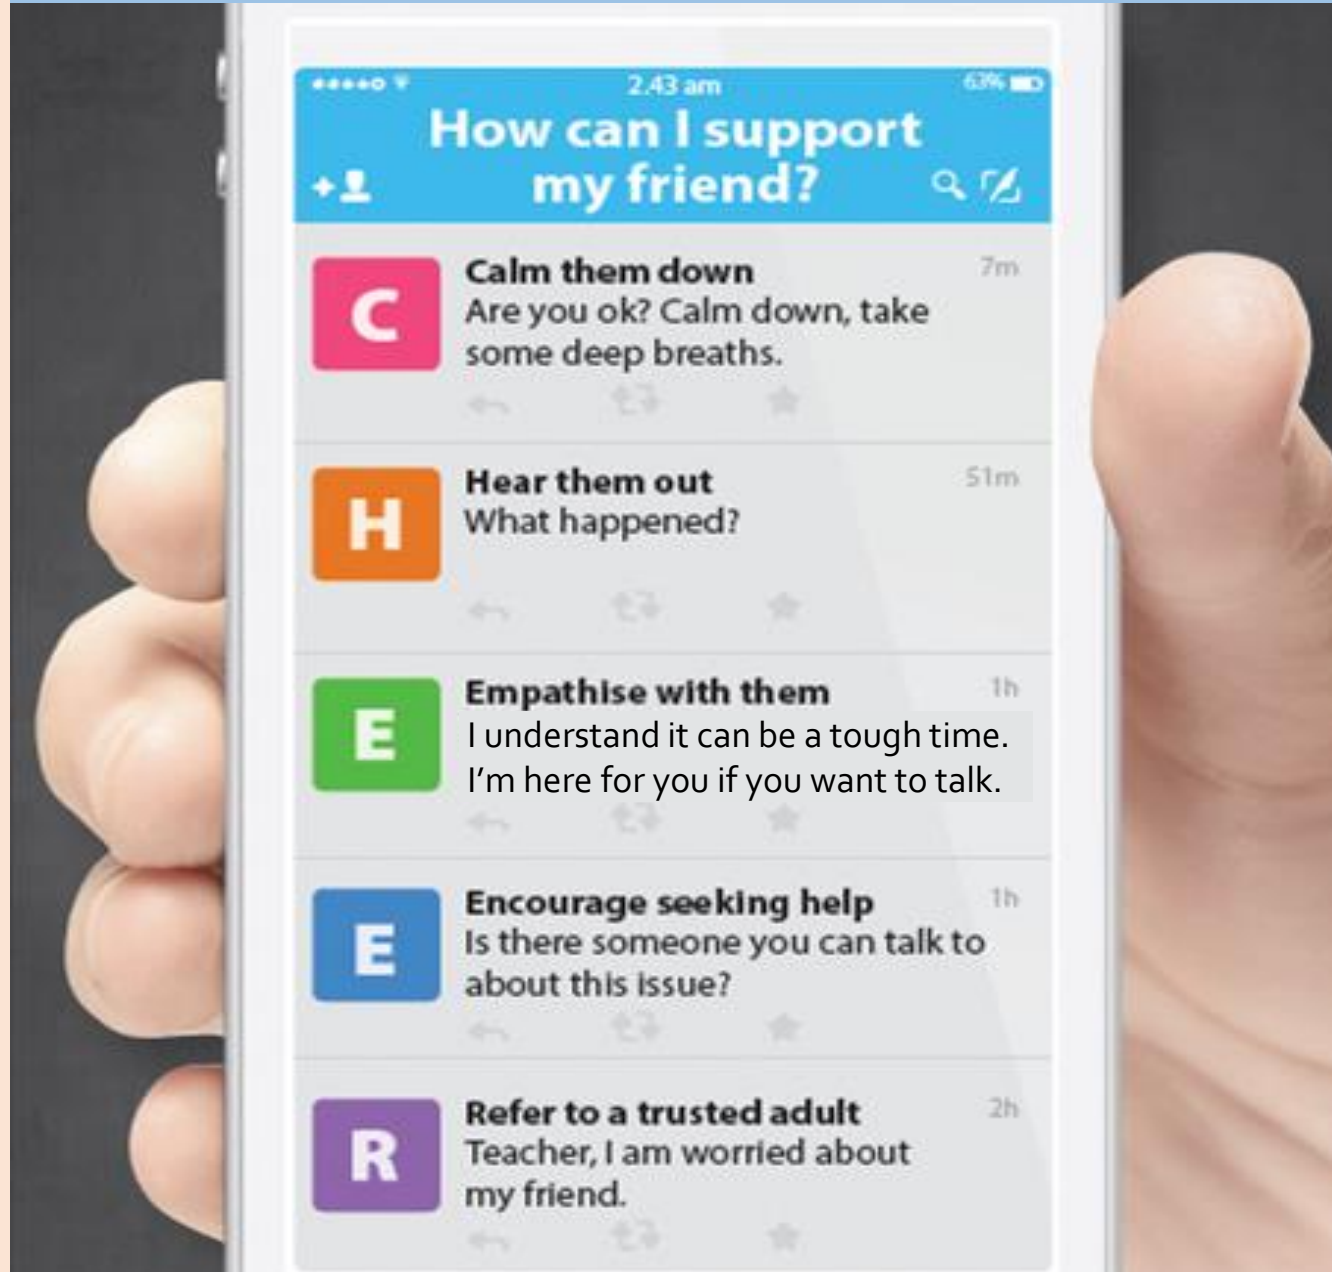 2.43 am
63%
How can I support
my friend?
C
Calm them down
7m
Are you ok? Calm down, take
some deep breaths.
H
Hear them out
51m
What happened?
E
Empathise with them
1h
I understand it can be a tough time.
I'm here for you if you want to talk.
E
Encourage seeking help
1h
Is there someone you can talk to
about this issue?
R
Refer to a trusted adult
2h
Teacher, I am worried about
my friend.